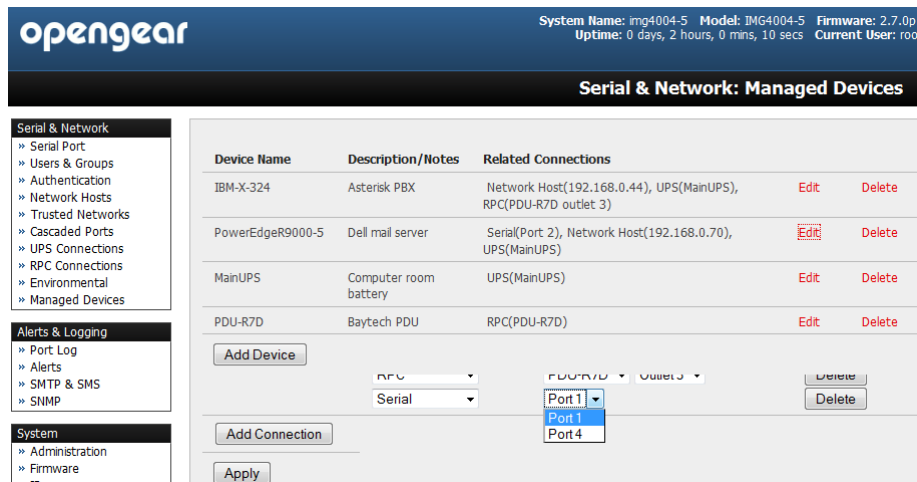 opengear
System Name: img4004-5 Model: IMG4004-5 Firmware: 2.7.0p
Uptime: 0 days, 2 hours, 0 mins, 10 secs Current User: roo
Serial & Network: Managed Devices
Serial & Network
» Serial Port
» Users & Groups
» Authentication
» Network Hosts
» Trusted Networks
» Cascaded Ports
» UPS Connections
» RPC Connections
» Environmental
» Managed Devices
Alerts & Logging
» Port Log
» Alerts
» SMTP & SMS
» SNMP
System
» Administration
» Firmware
Device Name Description/Notes Related Connections
IBM-X-324 Asterisk PBX Network Host(192.168.0.44), UPS(MainUPS), Edit Delete
RPC(PDU-R7D outlet 3)
PowerEdgeR9000-5 Dell mail server Serial(Port 2), Network Host(192.168.0.70), Edit Delete
UPS(MainUPS)
MainUPS Computer room UPS(MainUPS) Edit Delete
battery
PDU-R7D Baytech PDU RPC(PDU-R7D) Edit Delete
Add Device
RPC PDU-R7D Outlet 3 Delete
Serial Port 1 Delete
Port 1
Port 4
Add Connection
Apply